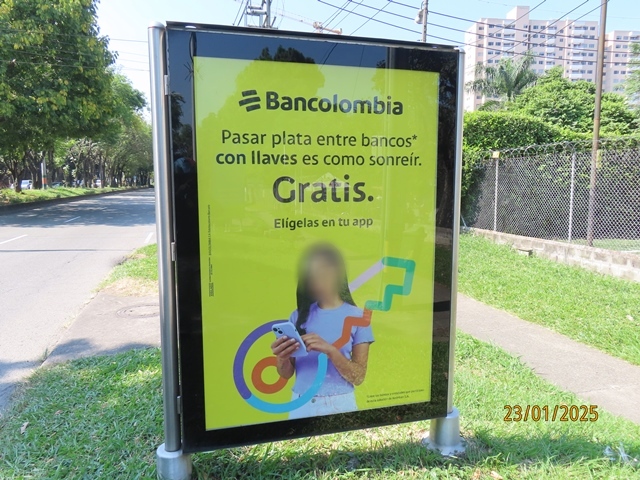 Bancolombia
Pasar plata entre bancos*
con llaves es como sonreír.
Gratis.
Elígelas en tu app
23/01/2025